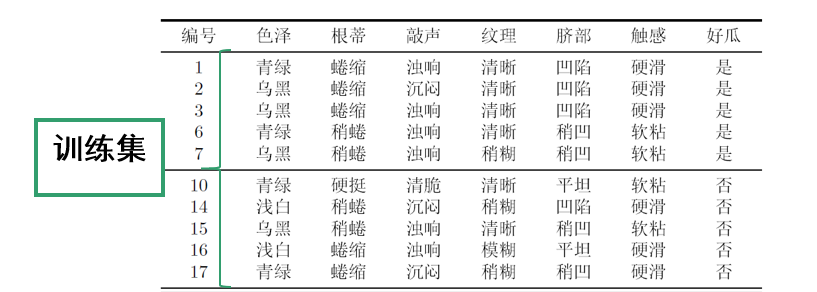 编号 色泽 根蒂 敲声 纹理 脐部 触感 好瓜
1 青绿 蜷缩 浊响 清晰 凹陷 硬滑 是
2 乌黑 蜷缩 沉闷 清晰 凹陷 硬滑 是
3 乌黑 蜷缩 浊响 清晰 凹陷 硬滑 是
6 青绿 稍蜷 浊响 清晰 稍凹 软粘 是
7 乌黑 稍蜷 浊响 稍糊 稍凹 软粘 是
训练集
10 青绿 硬挺 清脆 清晰 平坦 软粘 否
14 浅白 稍蜷 沉闷 稍糊 凹陷 硬滑 否
15 乌黑 稍蜷 浊响 清晰 稍凹 软粘 否
16 浅白 蜷缩 浊响 模糊 平坦 硬滑 否
17 青绿 蜷缩 沉闷 稍糊 稍凹 硬滑 否